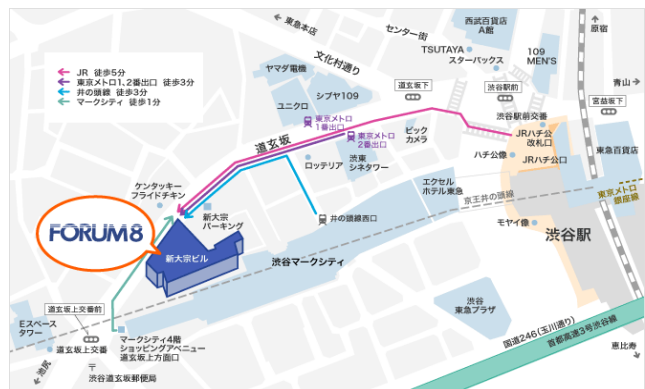 JR 徒歩5分
東京メトロ1,2番出口 徒歩3分
井の頭線 徒歩3分
マークシティ 徒歩1分
東急本店
センター街
文化村通り
西武百貨店
A館
TSUTAYA
スターバックス
109
MEN'S
原宿
青山
ヤマダ電機
シブヤ109
ユニクロ
道玄坂下
渋谷駅前
宮益坂下
東京メトロ
1番出口
東京メトロ
2番出口
ビック
カメラ
渋谷駅前交番
JRハチ公
改札口
ハチ公像
JRハチ公口
東急百貨店
道玄坂
ロッテリア
渋東
シネタワー
エクセル
ホテル東急
京王井の頭線
東京メトロ
銀座線
ケンタッキー
フライドチキン
新大宗
パーキング
井の頭線西口
モヤイ像
渋谷駅
FORUM8
新大宗ビル
渋谷マークシティ
道玄坂上交番前
Eスペース
タワー
道玄坂上交番
マークシティ4階
ショッピングアベニュー
道玄坂上方面口
渋谷
東急プラザ
国道246(玉川通り)
首都高速3号渋谷線
恵比寿
池尻
〒
渋谷道玄坂郵便局